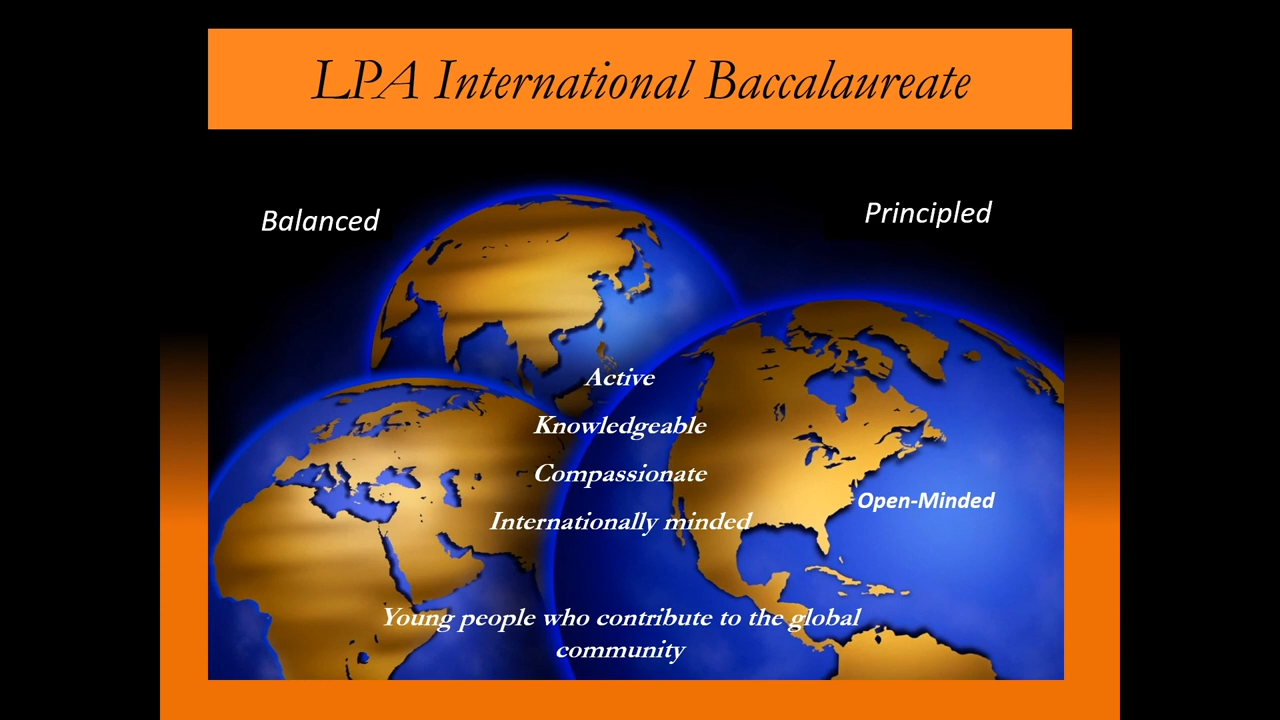 LPA International Baccalaureate
Balanced
Principled
Active
Knowledgeable
Compassionate
Open-Minded
Internationally minded
Young people who contribute to the global
community